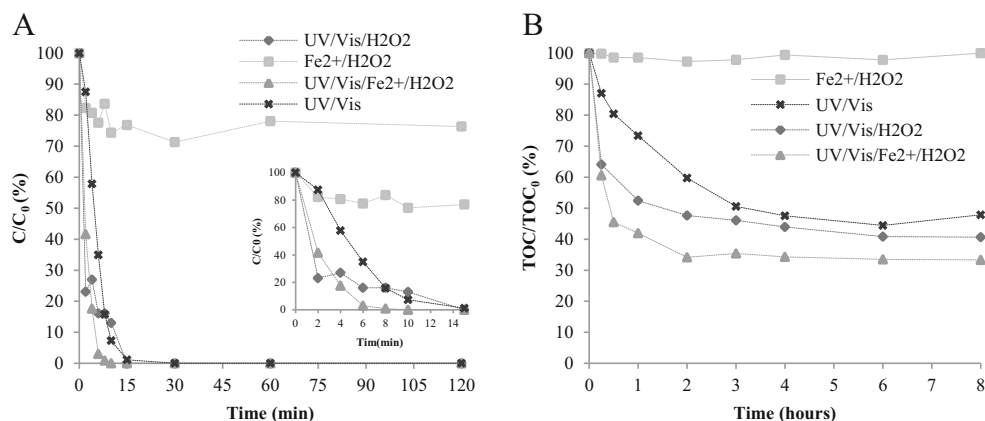 A
UV/Vis/H2O2
Fe2+/H2O2
UV/Vis/Fe2+/H2O2
UV/Vis
C/C0 (%)
100
90
80
70
60
50
40
30
20
10
0
0 15 30 45 60 75 90 105 120
Time (min)
C/C0 (%)
100
80
60
40
20
0
0 2 4 6 8 10 12 14
Tim(min)
B
Fe2+/H2O2
UV/Vis
UV/Vis/H2O2
UV/Vis/Fe2+/H2O2
TOC/TOC0 (%)
100
90
80
70
60
50
40
30
20
10
0
0 1 2 3 4 5 6 7 8
Time (hours)